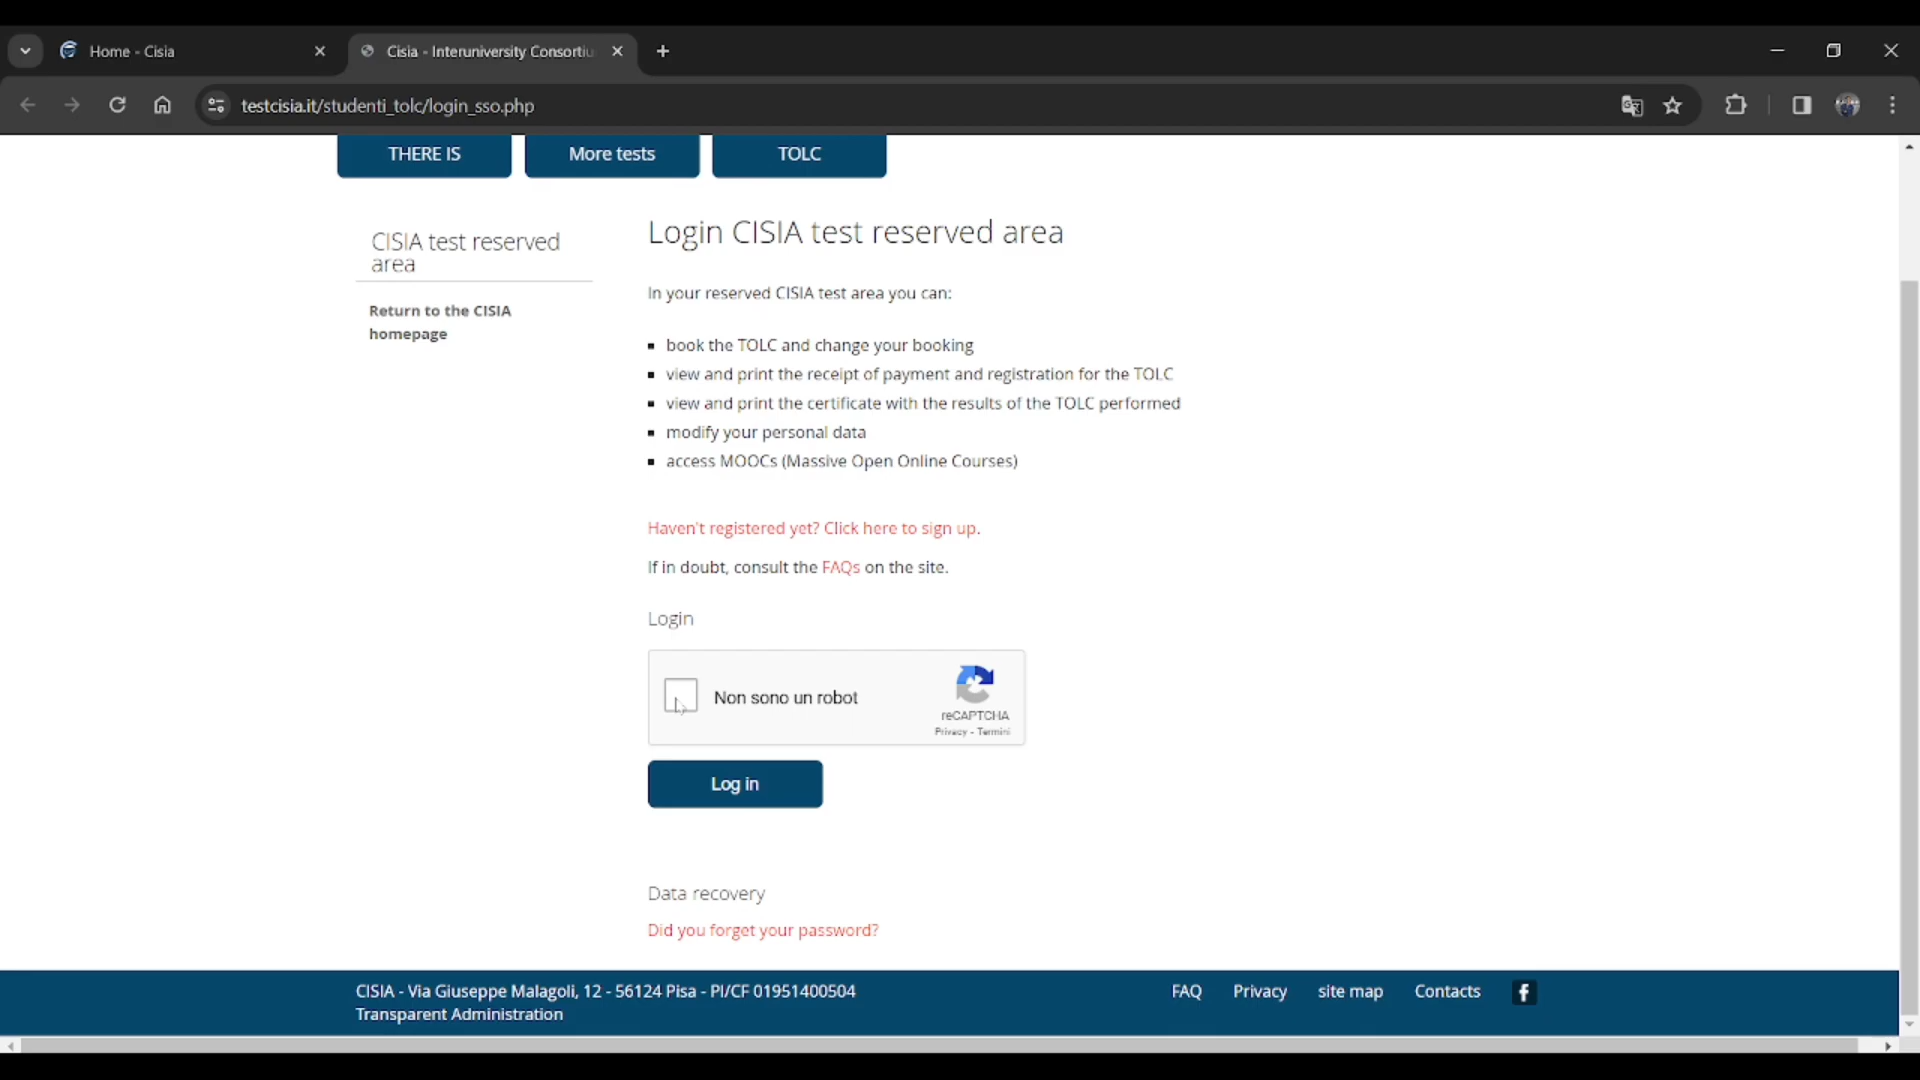 Home - Cisia
Cisia - Interuniversity Consortiu
testcisia.it/studenti_tolc/login_sso.php
THERE IS
More tests
TOLC
CISIA test reserved
area
Return to the CISIA
homepage
Login CISIA test reserved area
In your reserved CISIA test area you can:
book the TOLC and change your booking
view and print the receipt of payment and registration for the TOLC
view and print the certificate with the results of the TOLC performed
modify your personal data
access MOOCs (Massive Open Online Courses)
Haven't registered yet? Click here to sign up.
If in doubt, consult the FAQs on the site.
Login
Non sono un robot
reCAPTCHA
Privacy - Termini
Log in
Data recovery
Did you forget your password?
CISIA - Via Giuseppe Malagoli, 12 - 56124 Pisa - PI/CF 01951400504
Transparent Administration
FAQ
Privacy
site map
Contacts